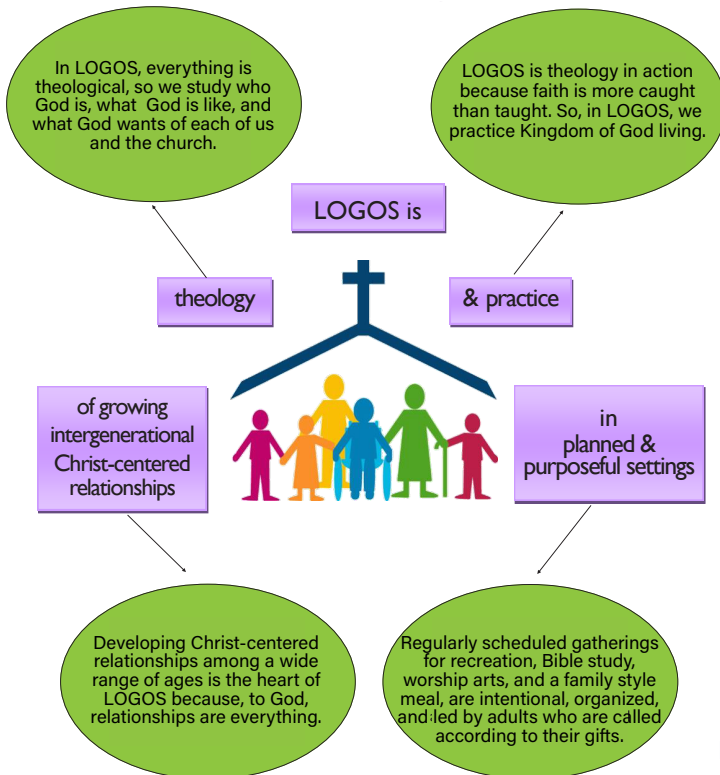 In LOGOS, everything is
theological, so we study who
God is, what God is like, and
what God wants of each of us
and the church.
LOGOS is theology in action
because faith is more caught
than taught. So, in LOGOS, we
practice Kingdom of God living.
LOGOS is
theology
& practice
of growing
intergenerational
Christ-centered
relationships
in
planned &
purposeful settings
Developing Christ-centered
relationships among a wide
range of ages is the heart of
LOGOS because, to God,
relationships are everything.
Regularly scheduled gatherings
for recreation, Bible study,
worship arts, and a family style
meal, are intentional, organized,
and led by adults who are called
according to their gifts.